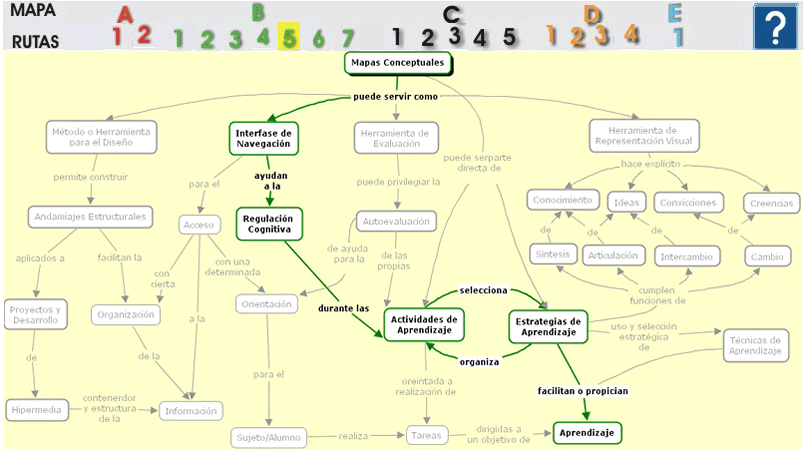 MAPA
A
B
C
D
E
?
RUTAS
1 2
1 2 3 4 5 6 7
1 2 3 4 5
1 2 3 4
1
Mapas Conceptuales
puede servir como
Método o Herramienta
para el Diseño
Interfase de
Navegación
Herramienta de
Evaluación
Herramienta de
Representación Visual
puede serparte
directa de
hace explícito
permite construir
para el
ayudan
a la
puede privilegiar la
Conocimiento
Ideas
Convicciones
Creencias
Andamiajes Estructurales
Acceso
Regulación
Cognitiva
Autoevaluación
de
de
de
de
aplicados a
facilitan la
con
cierta
con una
determinada
de ayuda
para la
de las
propias
Síntesis
Articulación
Intercambio
Cambio
cumplen
funciones de
selecciona
Proyectos y
Desarrollo
Organización
a la
Orientación
durante las
Actividades de
Aprendizaje
Estrategias de
Aprendizaje
uso y selección
estratégica
de
Técnicas de
Aprendizaje
de
de la
para el
organiza
oreintada a
realización de
facilitan o propician
Hipermedia
contenerdor
y estructura
de la
Información
Sujeto/Alumno
realiza
Tareas
dirigidas a
un objetivo de
Aprendizaje